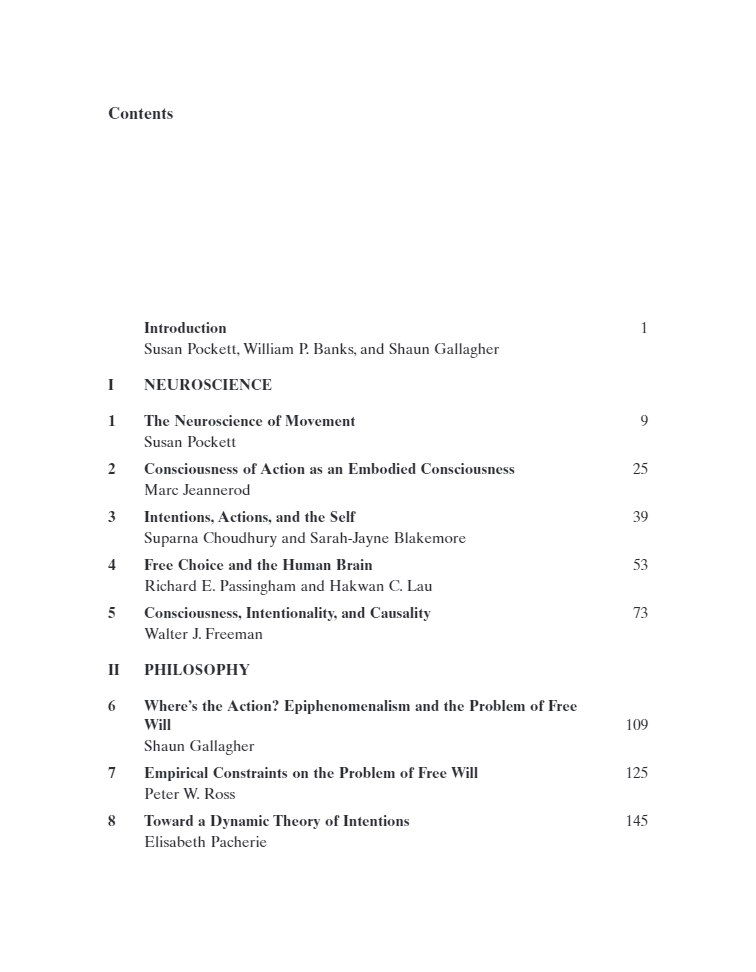 Contents
Introduction 1
Susan Pockett, William P. Banks, and Shaun Gallagher
I NEUROSCIENCE
1 The Neuroscience of Movement 9
Susan Pockett
2 Consciousness of Action as an Embodied Consciousness 25
Marc Jeannerod
3 Intentions, Actions, and the Self 39
Suparna Choudhury and Sarah-Jayne Blakemore
4 Free Choice and the Human Brain 53
Richard E. Passingham and Hakwan C. Lau
5 Consciousness, Intentionality, and Causality 73
Walter J. Freeman
II PHILOSOPHY
6 Where’s the Action? Epiphenomenalism and the Problem of Free
Will 109
Shaun Gallagher
7 Empirical Constraints on the Problem of Free Will 125
Peter W. Ross
8 Toward a Dynamic Theory of Intentions 145
Elisabeth Pacherie